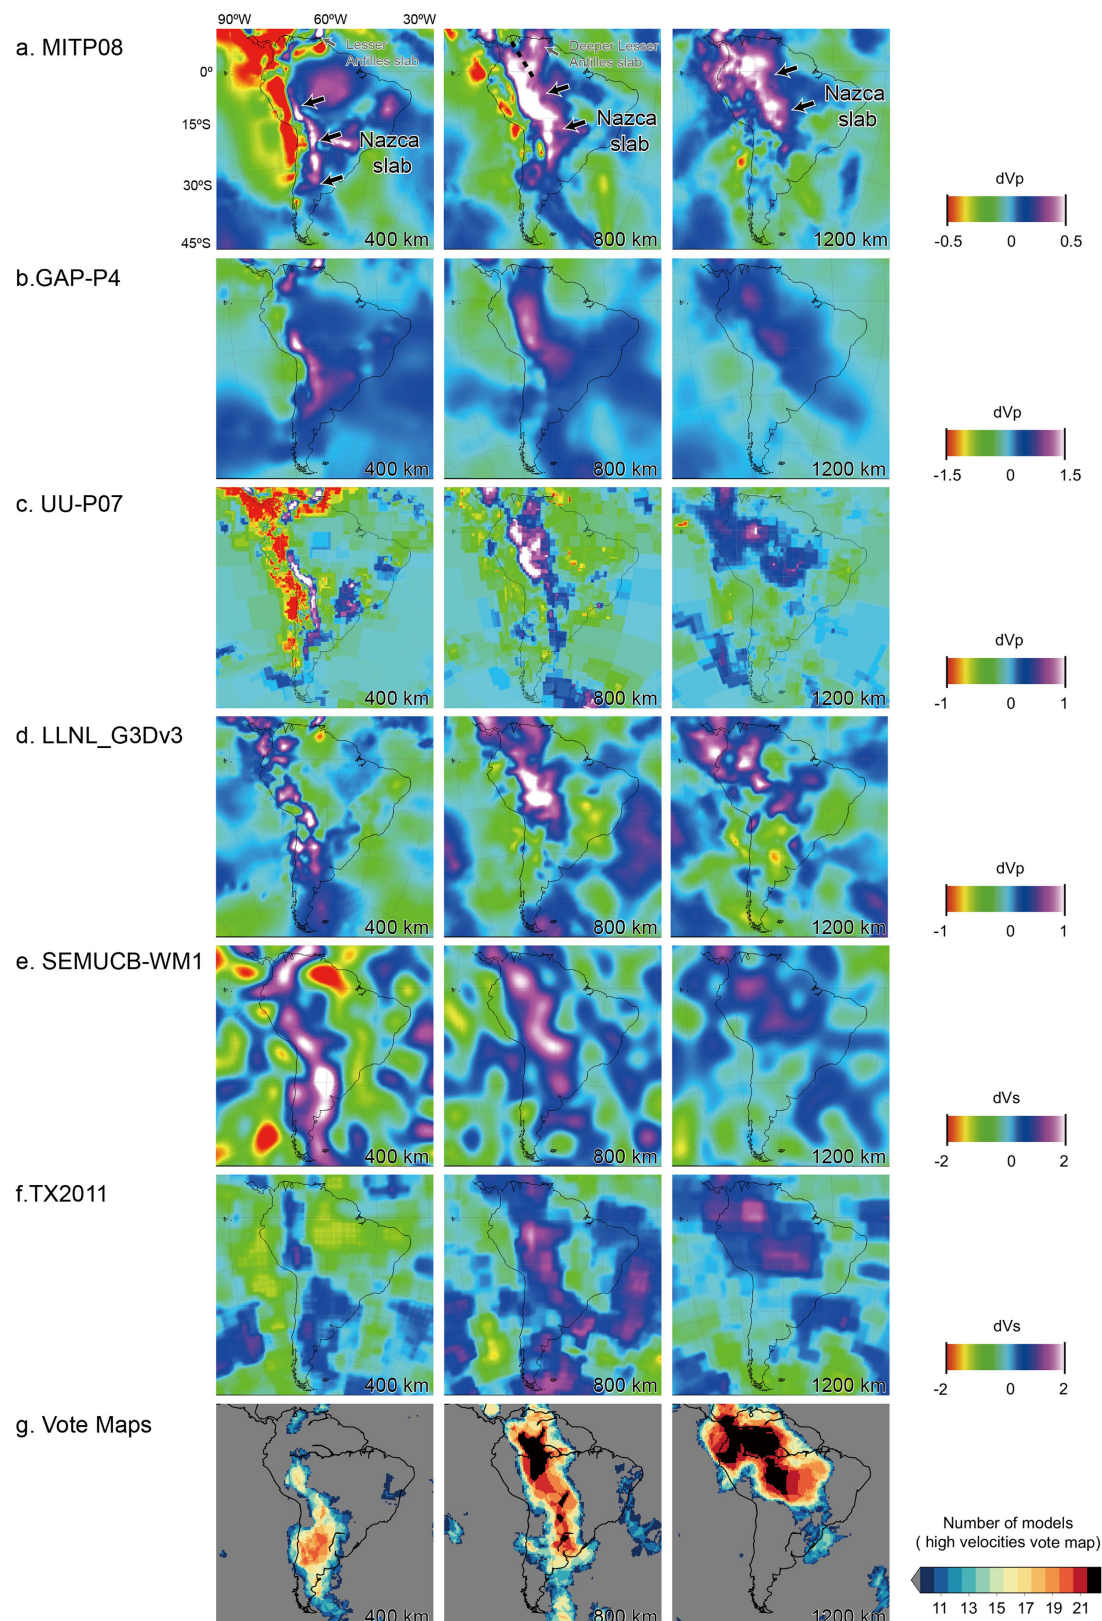 90ºW 60ºW 30ºW
a. MITP08
Lesser
Antilles slab
Deeper Lesser
Antilles slab
0º
15ºS
30ºS
45ºS
Nazca
slab
Nazca
slab
Nazca
slab
400 km
800 km
1200 km
dVp
-0.5 0 0.5
b.GAP-P4
400 km
800 km
1200 km
dVp
-1.5 0 1.5
c. UU-P07
400 km
800 km
1200 km
dVp
-1 0 1
d. LLNL_G3Dv3
400 km
800 km
1200 km
dVp
-1 0 1
e. SEMUCB-WM1
400 km
800 km
1200 km
dVs
-2 0 2
f.TX2011
400 km
800 km
1200 km
dVs
-2 0 2
g. Vote Maps
400 km
800 km
1200 km
Number of models
( high velocities vote map)
11 13 15 17 19 21